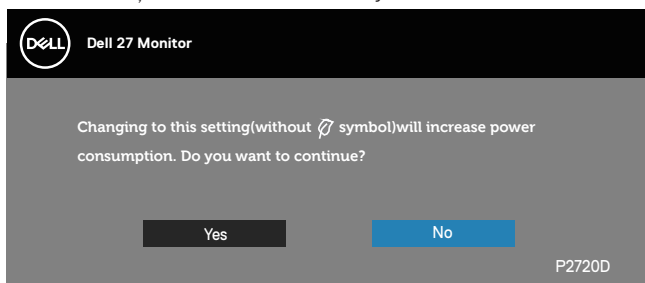 DELL
Dell 27 Monitor
Changing to this setting(without symbol)will increase power
consumption. Do you want to continue?
Yes
No
P2720D